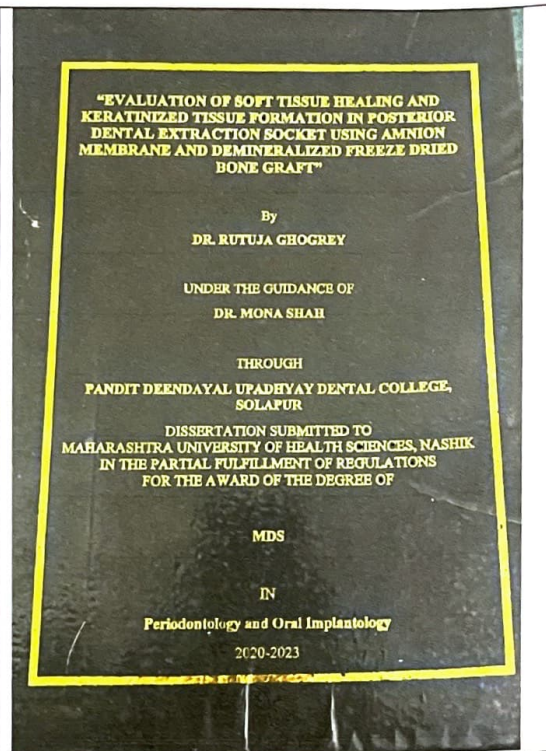 “EVALUATION OF SOFT TISSUE HEALING AND
KERATINIZED TISSUE FORMATION IN POSTERIOR
DENTAL EXTRACTION SOCKET USING AMNION
MEMBRANE AND DEMINERALIZED FREEZE DRIED
BONE GRAFT”
By
DR. RUTUJA GHOGREY
UNDER THE GUIDANCE OF
DR. MONA SHAH
THROUGH
PANDIT DEENDAYAL UPADHYAY DENTAL COLLEGE,
SOLAPUR
DISSERTATION SUBMITTED TO
MAHARASHTRA UNIVERSITY OF HEALTH SCIENCES, NASHIK
IN THE PARTIAL FULFILLMENT OF REGULATIONS
FOR THE AWARD OF THE DEGREE OF
MDS
IN
Periodontology and Oral Implantology
2020-2023